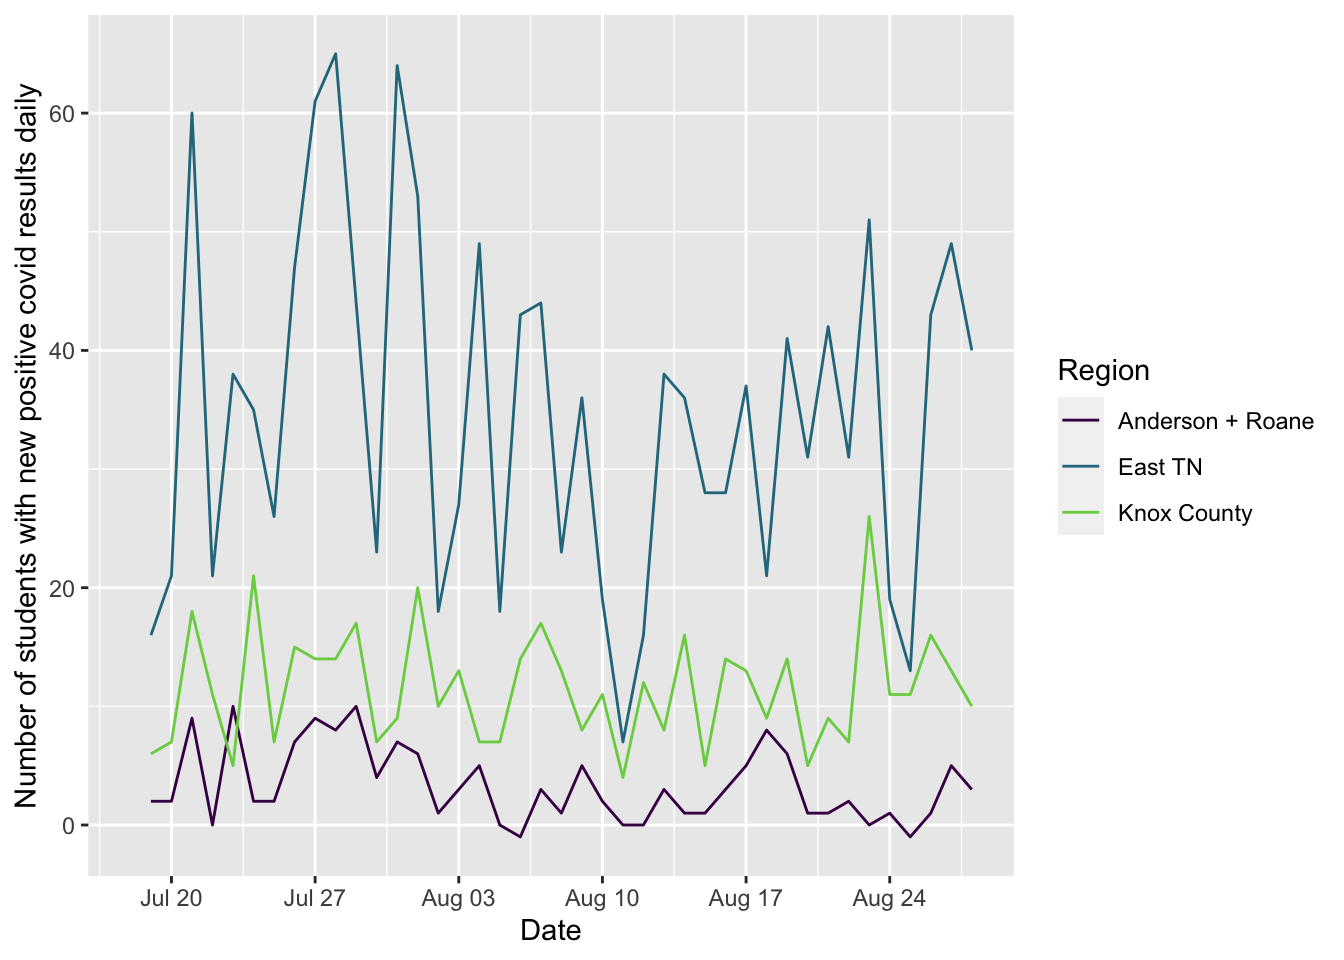 Number of students with new positive covid results daily
60
40
20
0
Jul 20
Jul 27
Aug 03
Aug 10
Aug 17
Aug 24
Date
Region
Anderson + Roane
East TN
Knox County